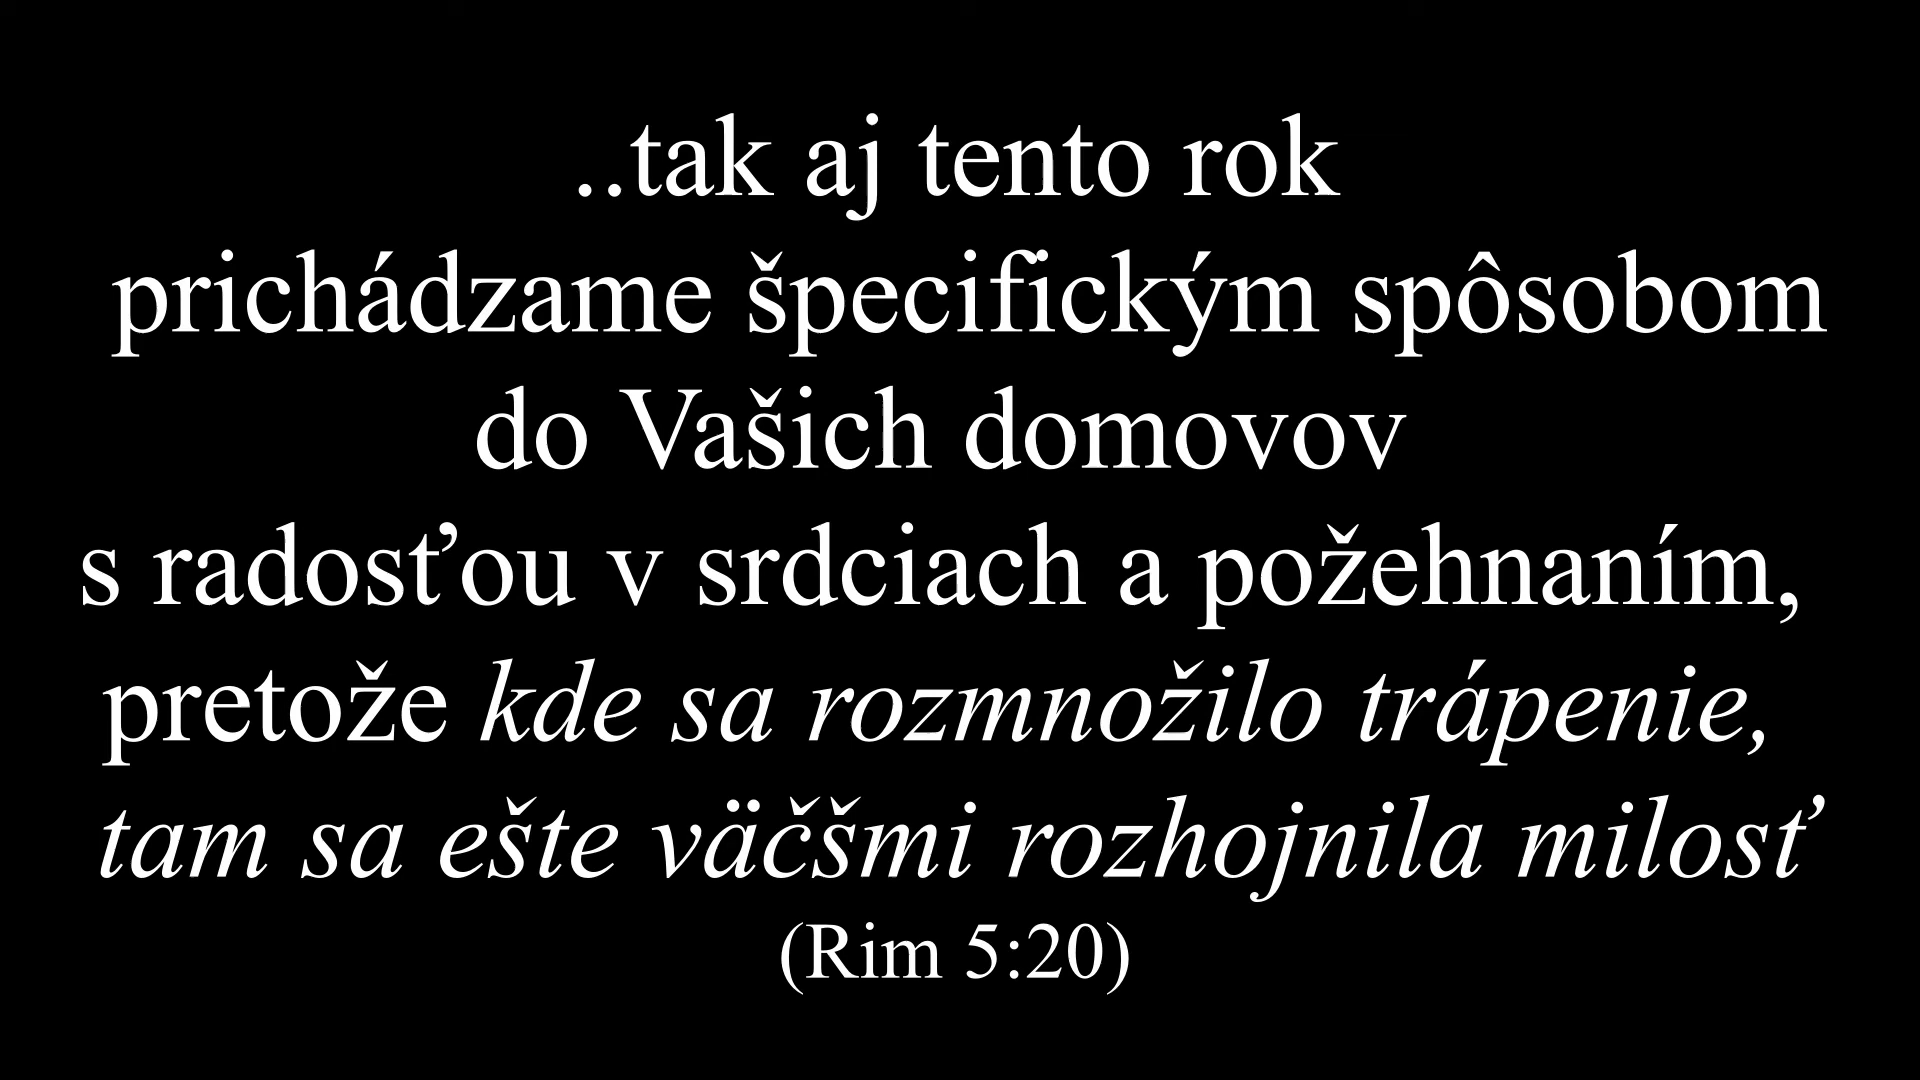 ..tak aj tento rok
prichádzame špecifickým spôsobom
do Vašich domovov
s radosťou v srdciach a požehnaním,
pretože kde sa rozmnožilo trápenie,
tam sa ešte väčšmi rozhojnila milosť
(Rim 5:20)